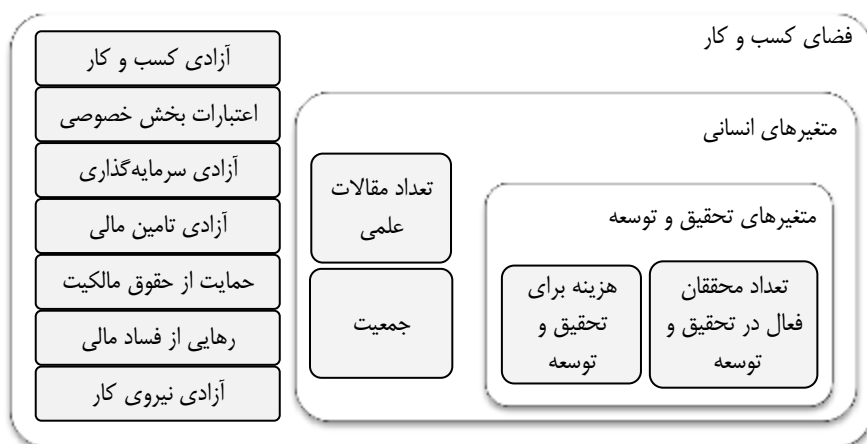 فضای کسب و کار
آزادی کسب و کار
اعتبارات بخش خصوصی
آزادی سرمایه‌گذاری
آزادی تامین مالی
حمایت از حقوق مالکیت
رهایی از فساد مالی
آزادی نیروی کار
متغیرهای انسانی
تعداد مقالات
علمی
جمعیت
متغیرهای تحقیق و توسعه
تعداد محققان
فعال در تحقیق و
توسعه
هزینه برای
تحقیق و
توسعه